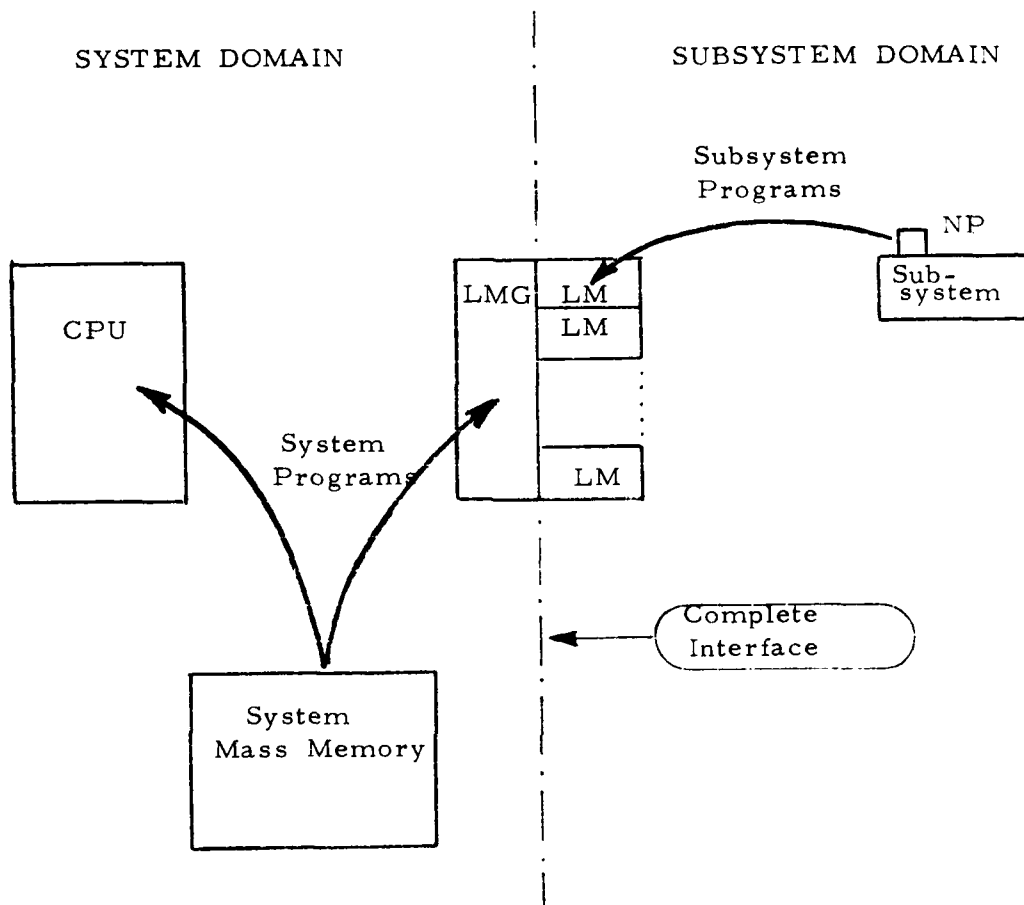 SYSTEM DOMAIN
SUBSYSTEM DOMAIN
Subsystem
Programs
NP
Sub-
system
CPU
LMG
LM
LM
LM
System
Programs
Complete
Interface
System
Mass Memory